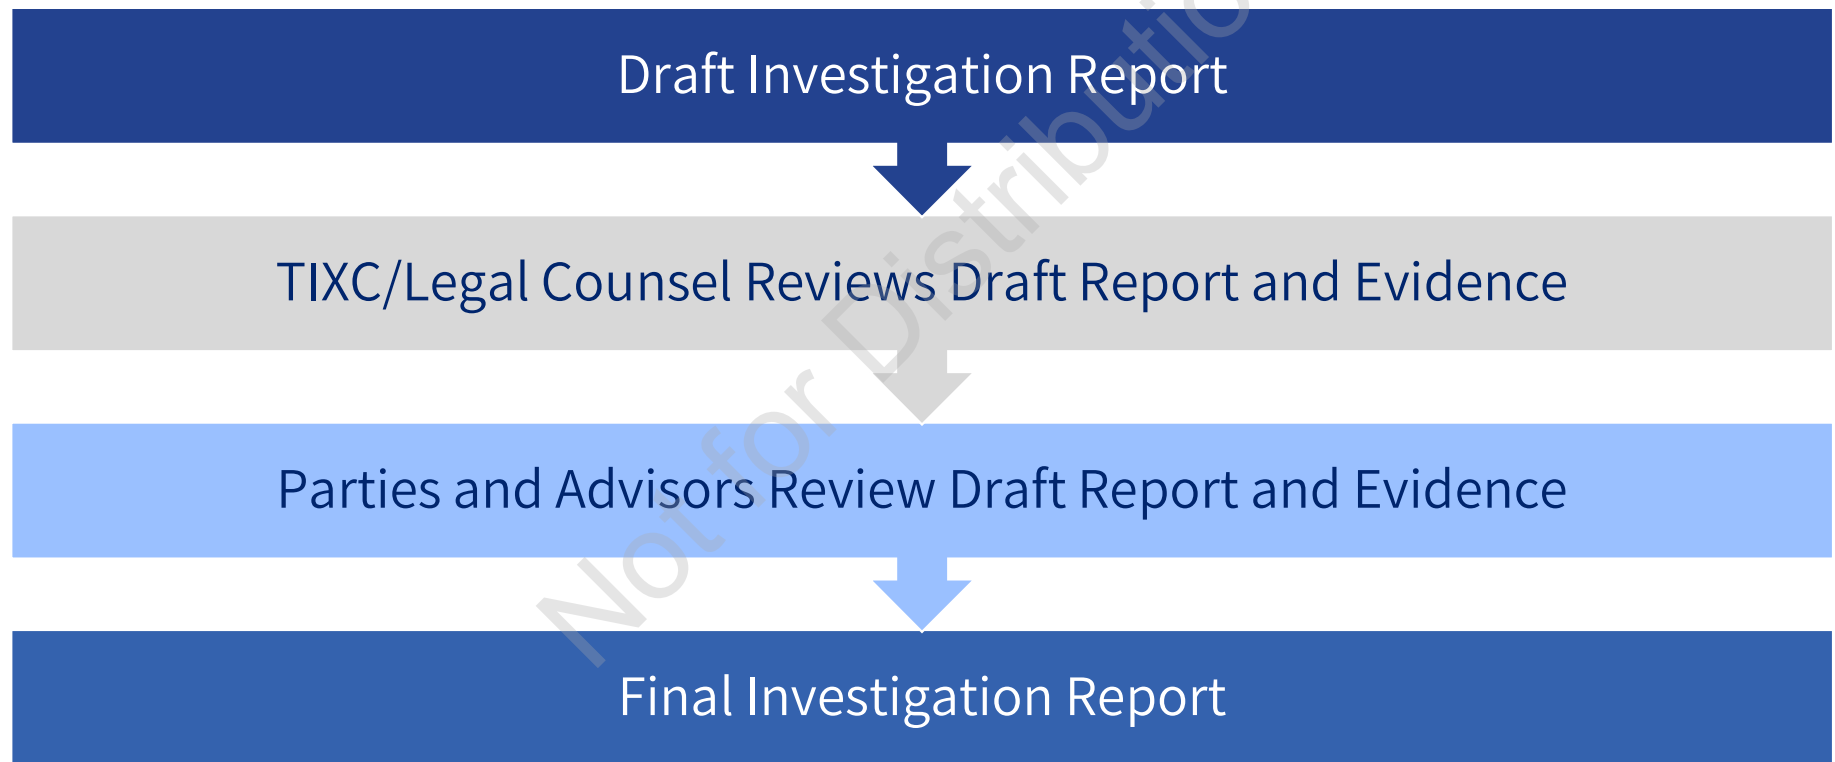 Draft Investigation Report
TIXC/Legal Counsel Reviews Draft Report and Evidence
Parties and Advisors Review Draft Report and Evidence
Final Investigation Report
Not for Distributio